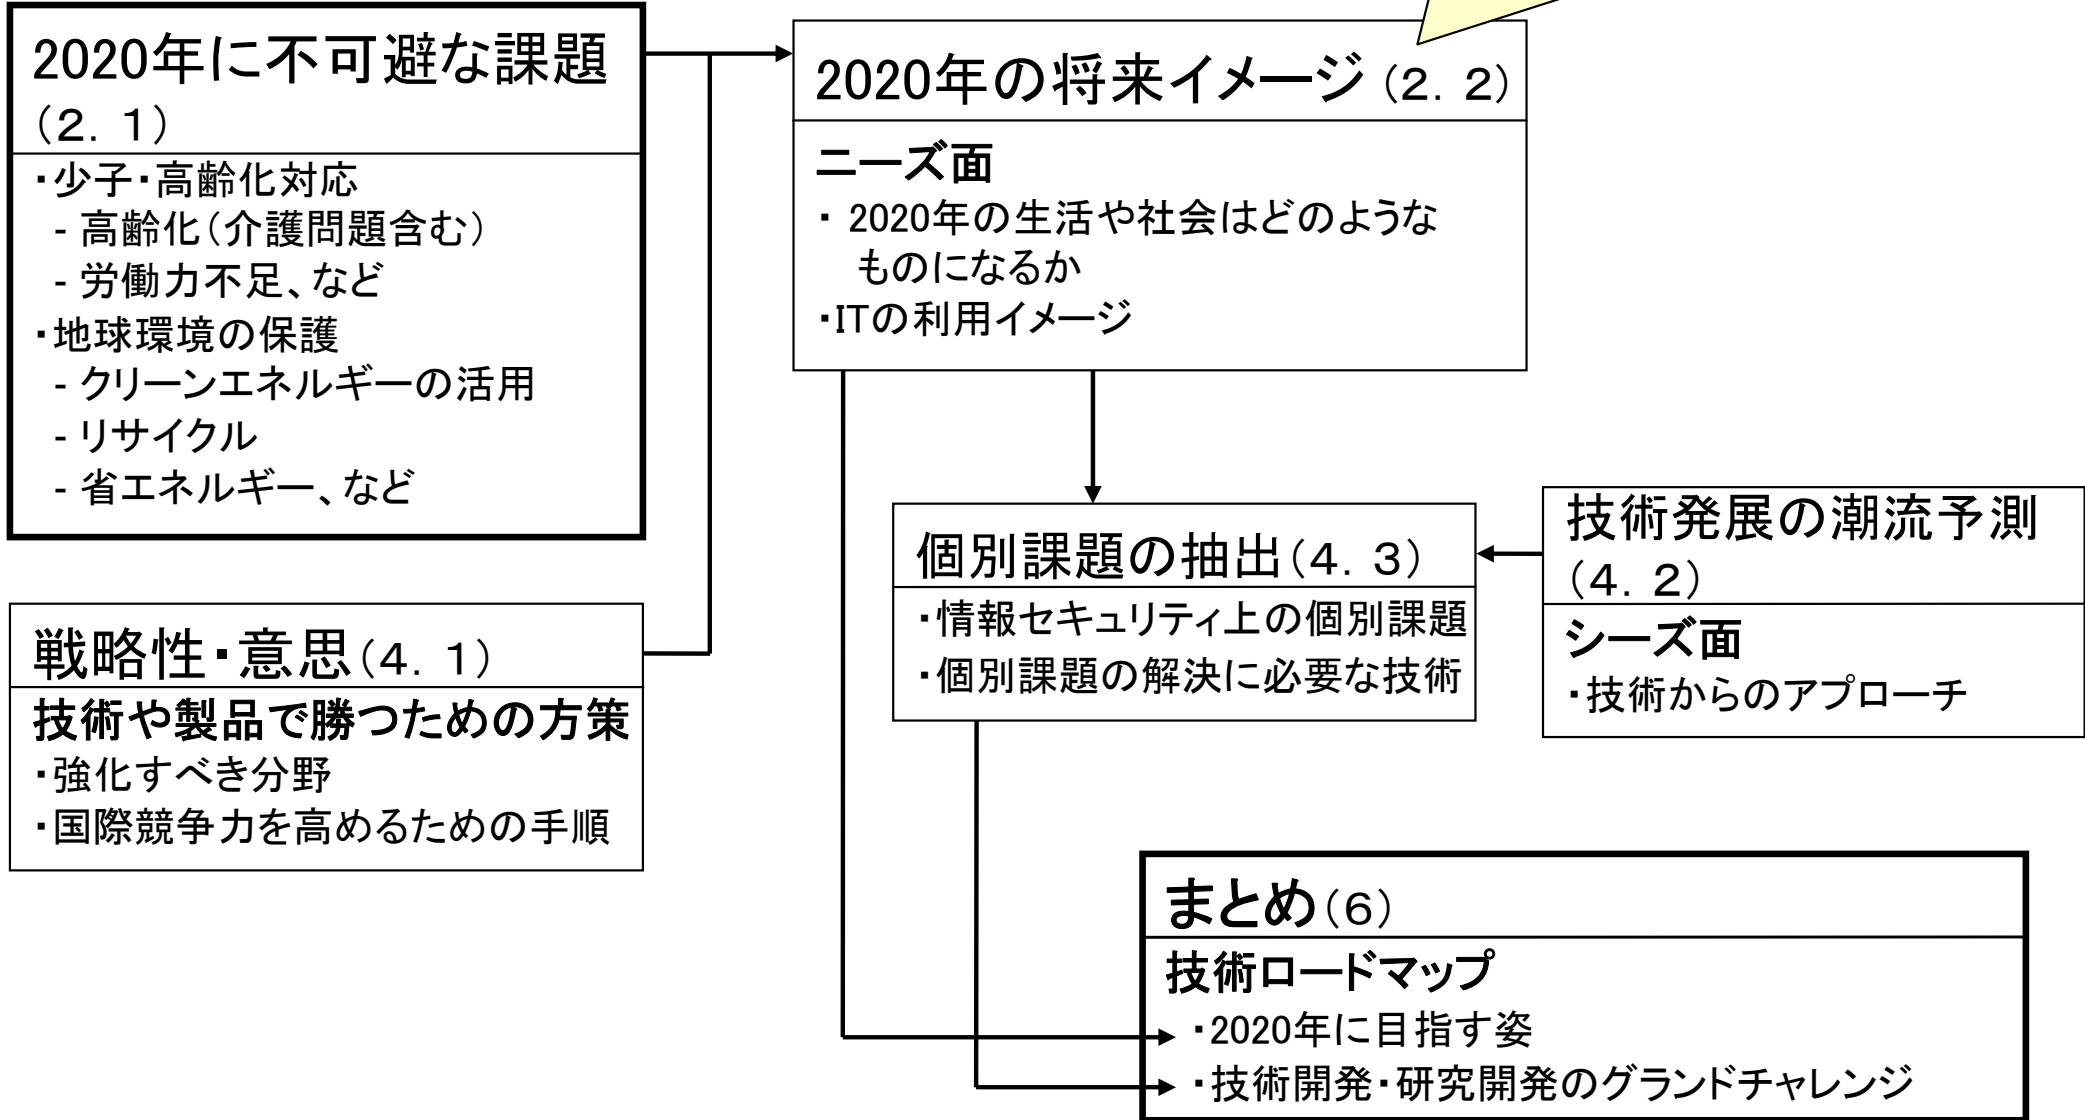 2020年に不可避な課題
(２．１)
・少子・高齢化対応
- 高齢化(介護問題含む)
- 労働力不足、など
・地球環境の保護
- クリーンエネルギーの活用
- リサイクル
- 省エネルギー、など
戦略性・意思(４．１)
技術や製品で勝つための方策
・強化すべき分野
・国際競争力を高めるための手順
2020年の将来イメージ(２．２)
ニーズ面
・ 2020年の生活や社会はどのような
ものになるか
・ITの利用イメージ
個別課題の抽出(４．３)
・情報セキュリティ上の個別課題
・個別課題の解決に必要な技術
技術発展の潮流予測
(４．２)
シーズ面
・技術からのアプローチ
まとめ(６)
技術ロードマップ
・2020年に目指す姿
・技術開発・研究開発のグランドチャレンジ